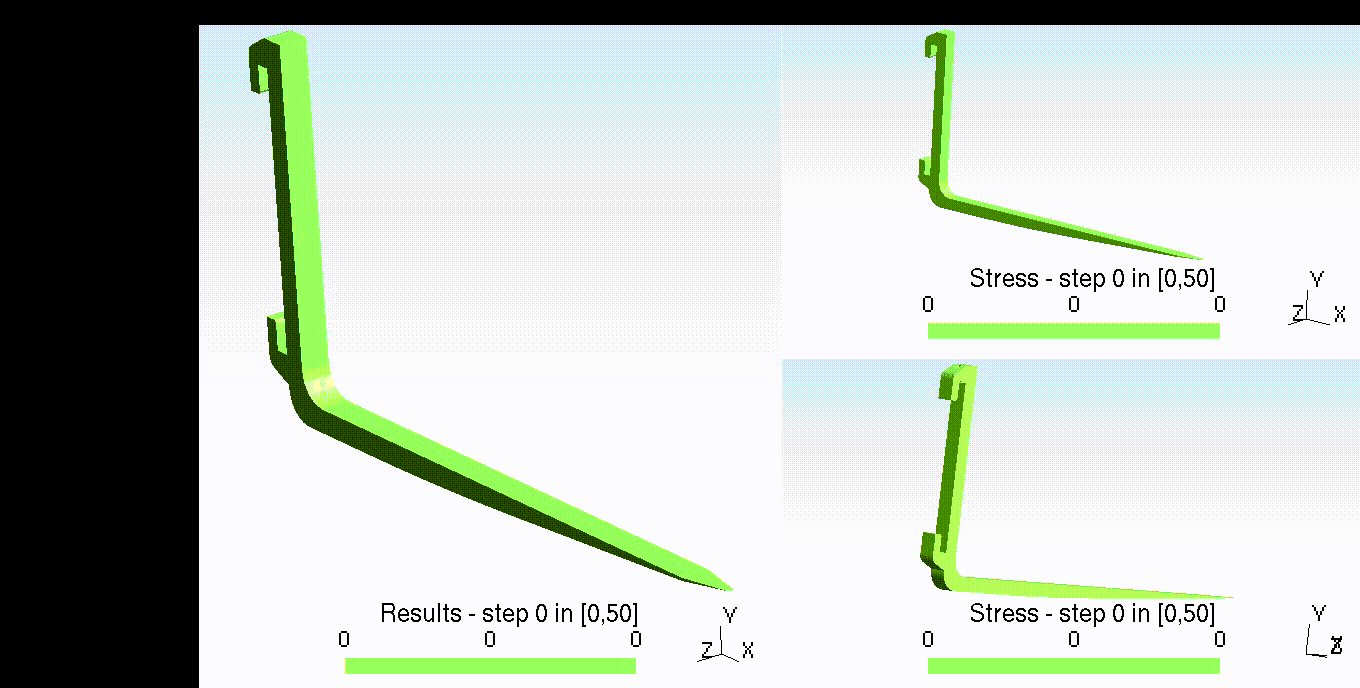 Stress - step 0 in [0,50]
0 0 0
Y
Z X
Results - step 0 in [0,50]
0 0 0
Y
Z X
Stress - step 0 in [0,50]
0 0 0
Y